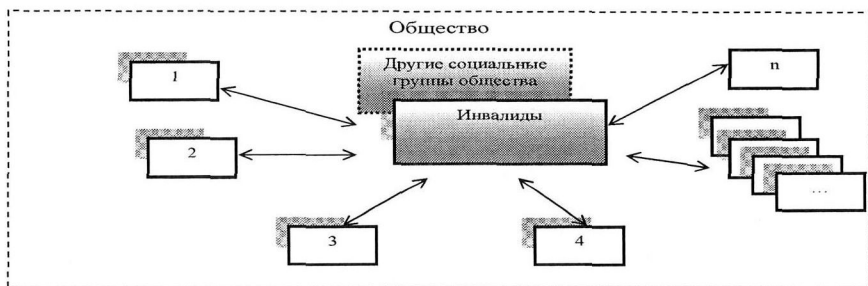 Общество
Другие социальные
группы общества
Инвалиды
1
2
3
4
n
...